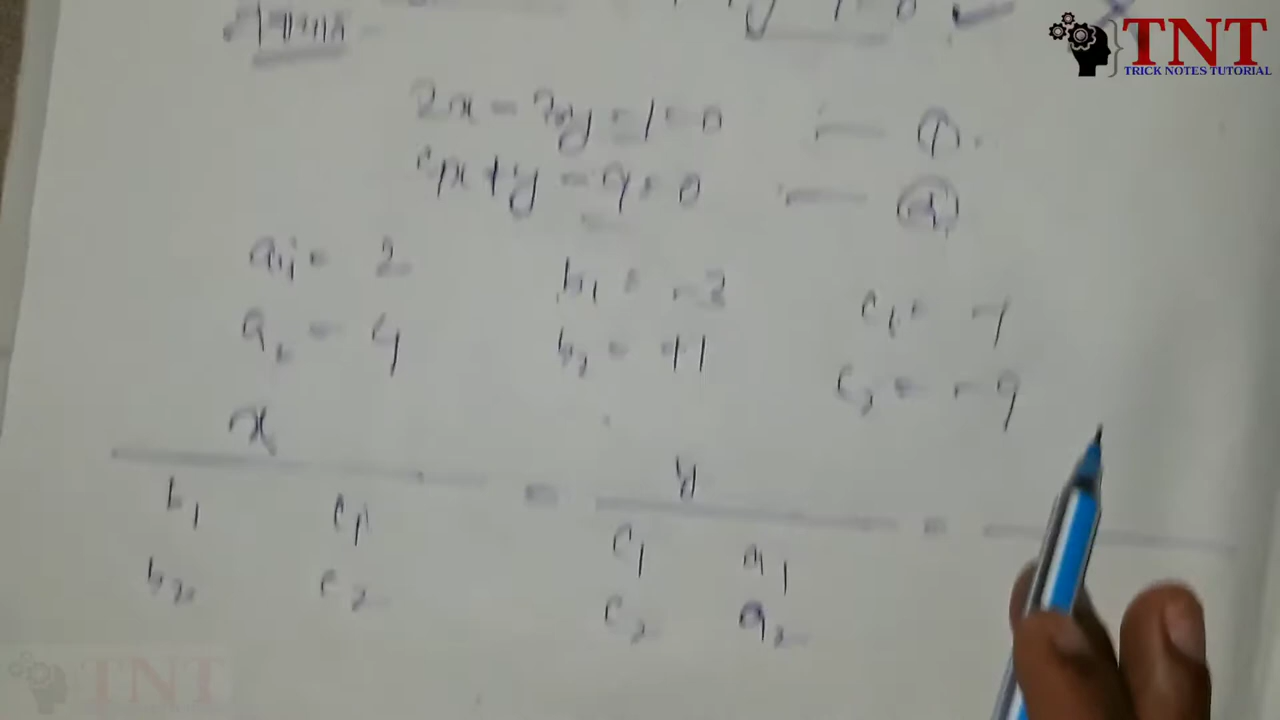 TNT
TRICK NOTES TUTORIAL
2x - 3y - 1 = 0 — (1)
4x + y - 9 = 0 —
a1 = 2 b1 = -3 c1 = -1
a2 = 4 b2 = +1 c2 = -9
x
y
= =
b1 c1 c1 a1
b2 c2 c2 a2
TNT